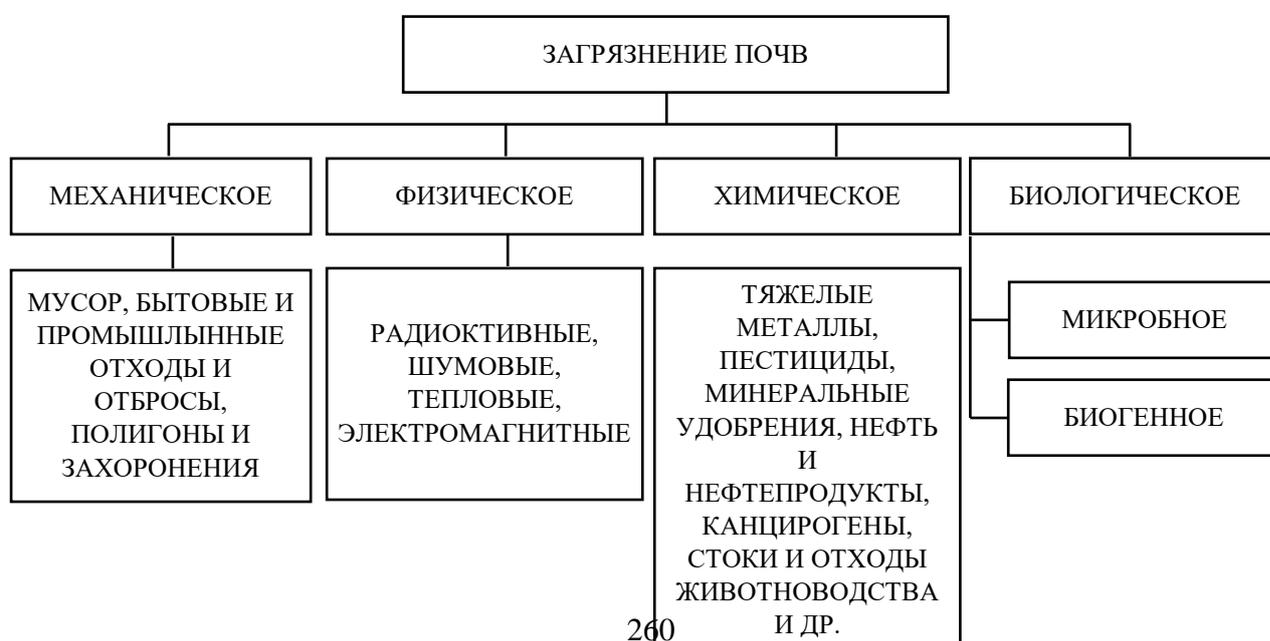 ЗАГРЯЗНЕНИЕ ПОЧВ
МЕХАНИЧЕСКОЕ
ФИЗИЧЕСКОЕ
ХИМИЧЕСКОЕ
БИОЛОГИЧЕСКОЕ
МУСОР, БЫТОВЫЕ И
ПРОМЫШЛЫННЫЕ
ОТХОДЫ И
ОТБРОСЫ,
ПОЛИГОНЫ И
ЗАХОРОНЕНИЯ
РАДИОКТИВНЫЕ,
ШУМОВЫЕ,
ТЕПЛОВЫЕ,
ЭЛЕКТРОМАГНИТНЫЕ
ТЯЖЕЛЫЕ
МЕТАЛЛЫ,
ПЕСТИЦИДЫ,
МИНЕРАЛЬНЫЕ
УДОБРЕНИЯ, НЕФТЬ
И
НЕФТЕПРОДУКТЫ,
КАНЦИРОГЕНЫ,
СТОКИ И ОТХОДЫ
ЖИВОТНОВОДСТВА
И ДР.
МИКРОБНОЕ
БИОГЕННОЕ
260